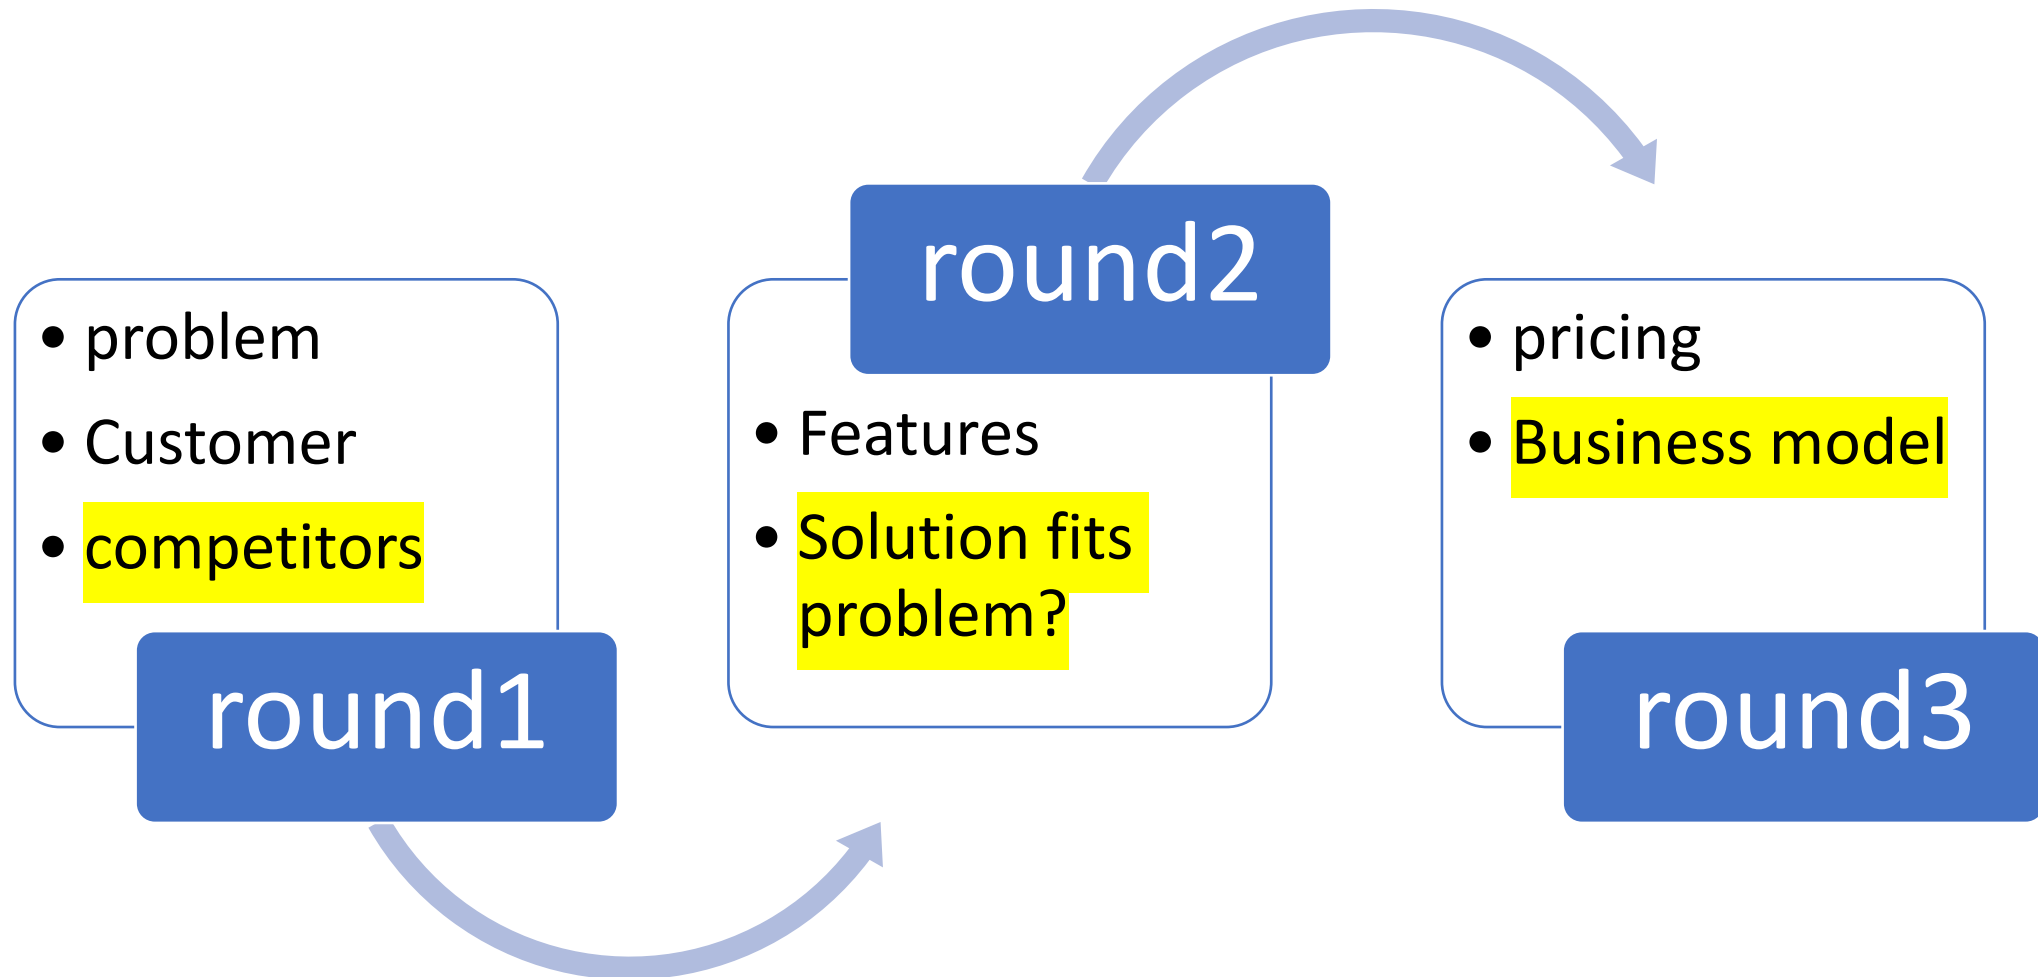 • problem
• Customer
• competitors
round1
round2
• Features
• Solution fits
problem?
• pricing
• Business model
round3